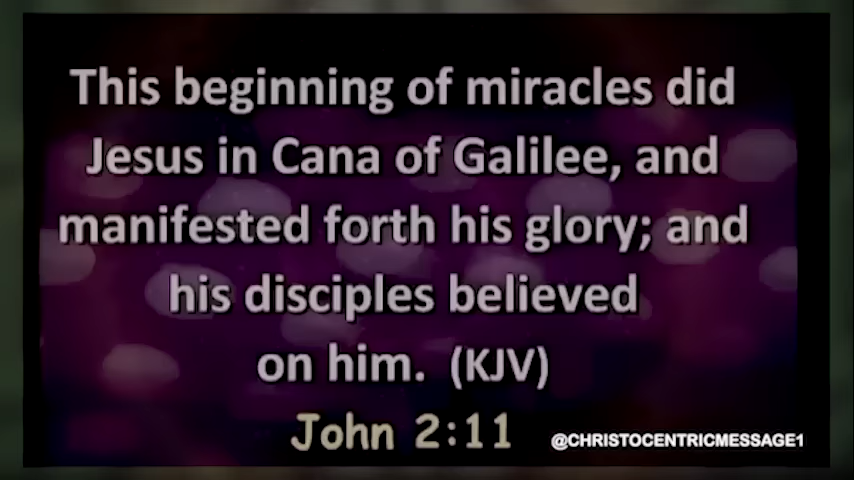 This beginning of miracles did
Jesus in Cana of Galilee, and
manifested forth his glory; and
his disciples believed
on him. (KJV)
John 2:11
@CHRISTOCENTRICMESSAGE1